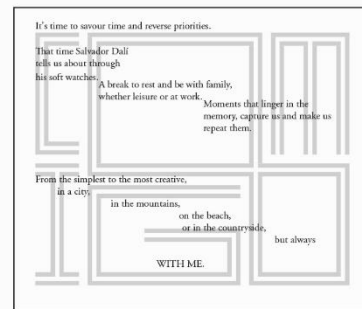 It's time to savour time and reverse priorities.
That time Salvador Dalí
tells us about through
his soft watches.
A break to rest and be with family,
whether leisure or at work.
Moments that linger in the
memory, capture us and make us
repeat them.
From the simplest to the most creative,
in a city,
in the mountains,
on the beach,
or in the countryside,
but always
WITH ME.